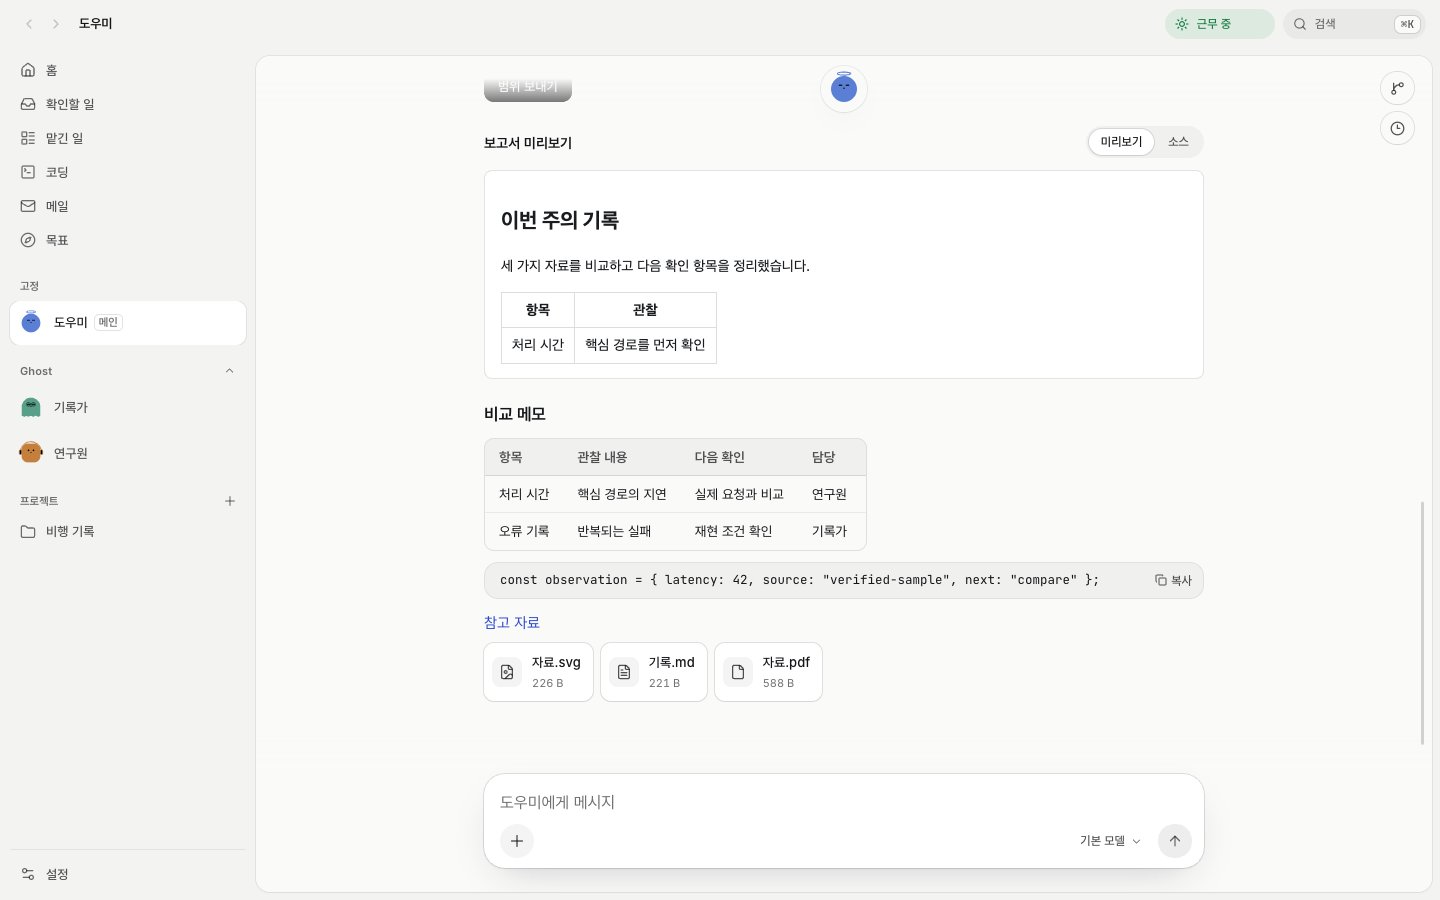 도우미
근무 중
검색
⌘K
홈
확인할 일
맡긴 일
코딩
메일
목표
고정
도우미 메인
Ghost
기록가
연구원
프로젝트
비행 기록
설정
범위 보내기
보고서 미리보기
미리보기 소스
이번 주의 기록
세 가지 자료를 비교하고 다음 확인 항목을 정리했습니다.
항목 관찰
처리 시간 핵심 경로를 먼저 확인
비교 메모
항목 관찰 내용 다음 확인 담당
처리 시간 핵심 경로의 지연 실제 요청과 비교 연구원
오류 기록 반복되는 실패 재현 조건 확인 기록가
const observation = { latency: 42, source: "verified-sample", next: "compare" };
복사
참고 자료
자료.svg
226 B
기록.md
221 B
자료.pdf
588 B
도우미에게 메시지
기본 모델